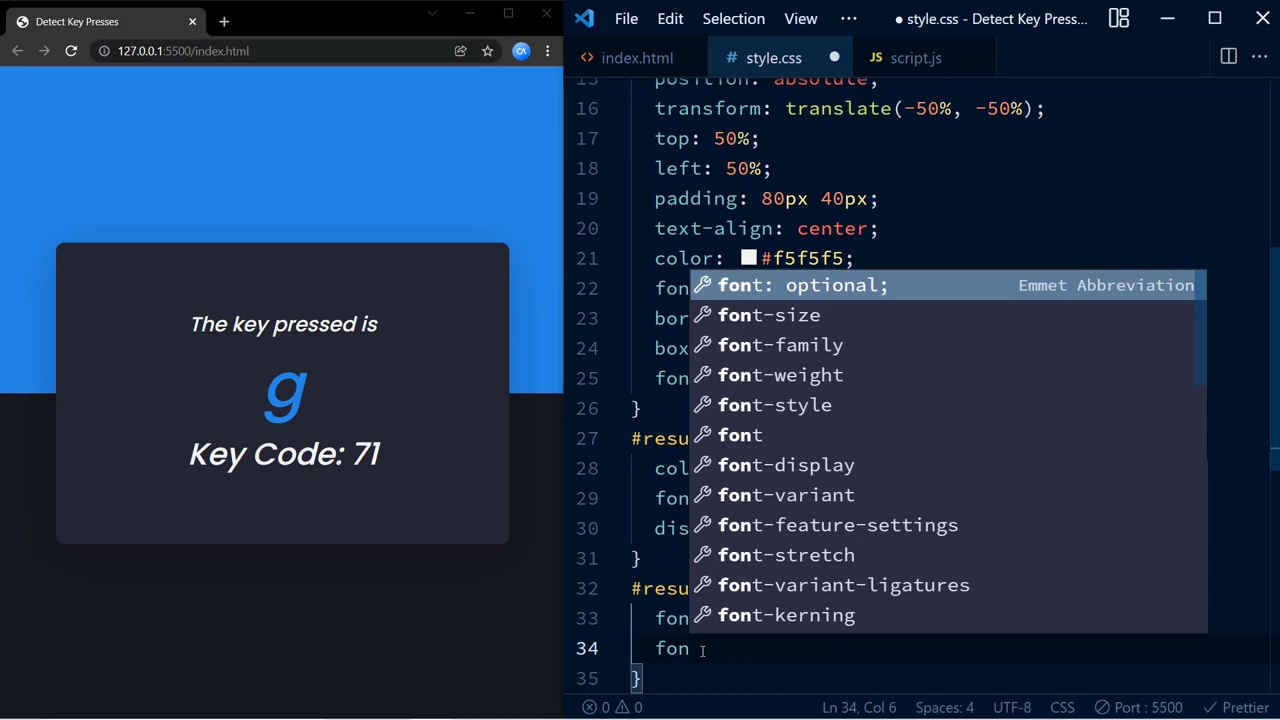 Detect Key Presses
127.0.0.1:5500/index.html
The key pressed is
g
Key Code: 71
File Edit Selection View ··· ● style.css - Detect Key Press...
<> index.html # style.css ● JS script.js ···
15 position: absolute;
16 transform: translate(-50%, -50%);
17 top: 50%;
18 left: 50%;
19 padding: 80px 40px;
20 text-align: center;
21 color: #f5f5f5;
22 fon
23 bor
24 box
25 fon
26 }
27 #resu
28 col
29 fon
30 dis
31 }
32 #resu
33 fon
34 fon
35 }
font: optional; Emmet Abbreviation
font-size
font-family
font-weight
font-style
font
font-display
font-variant
font-feature-settings
font-stretch
font-variant-ligatures
font-kerning
0 0 Ln 34, Col 6 Spaces: 4 UTF-8 CSS Port : 5500 Prettier